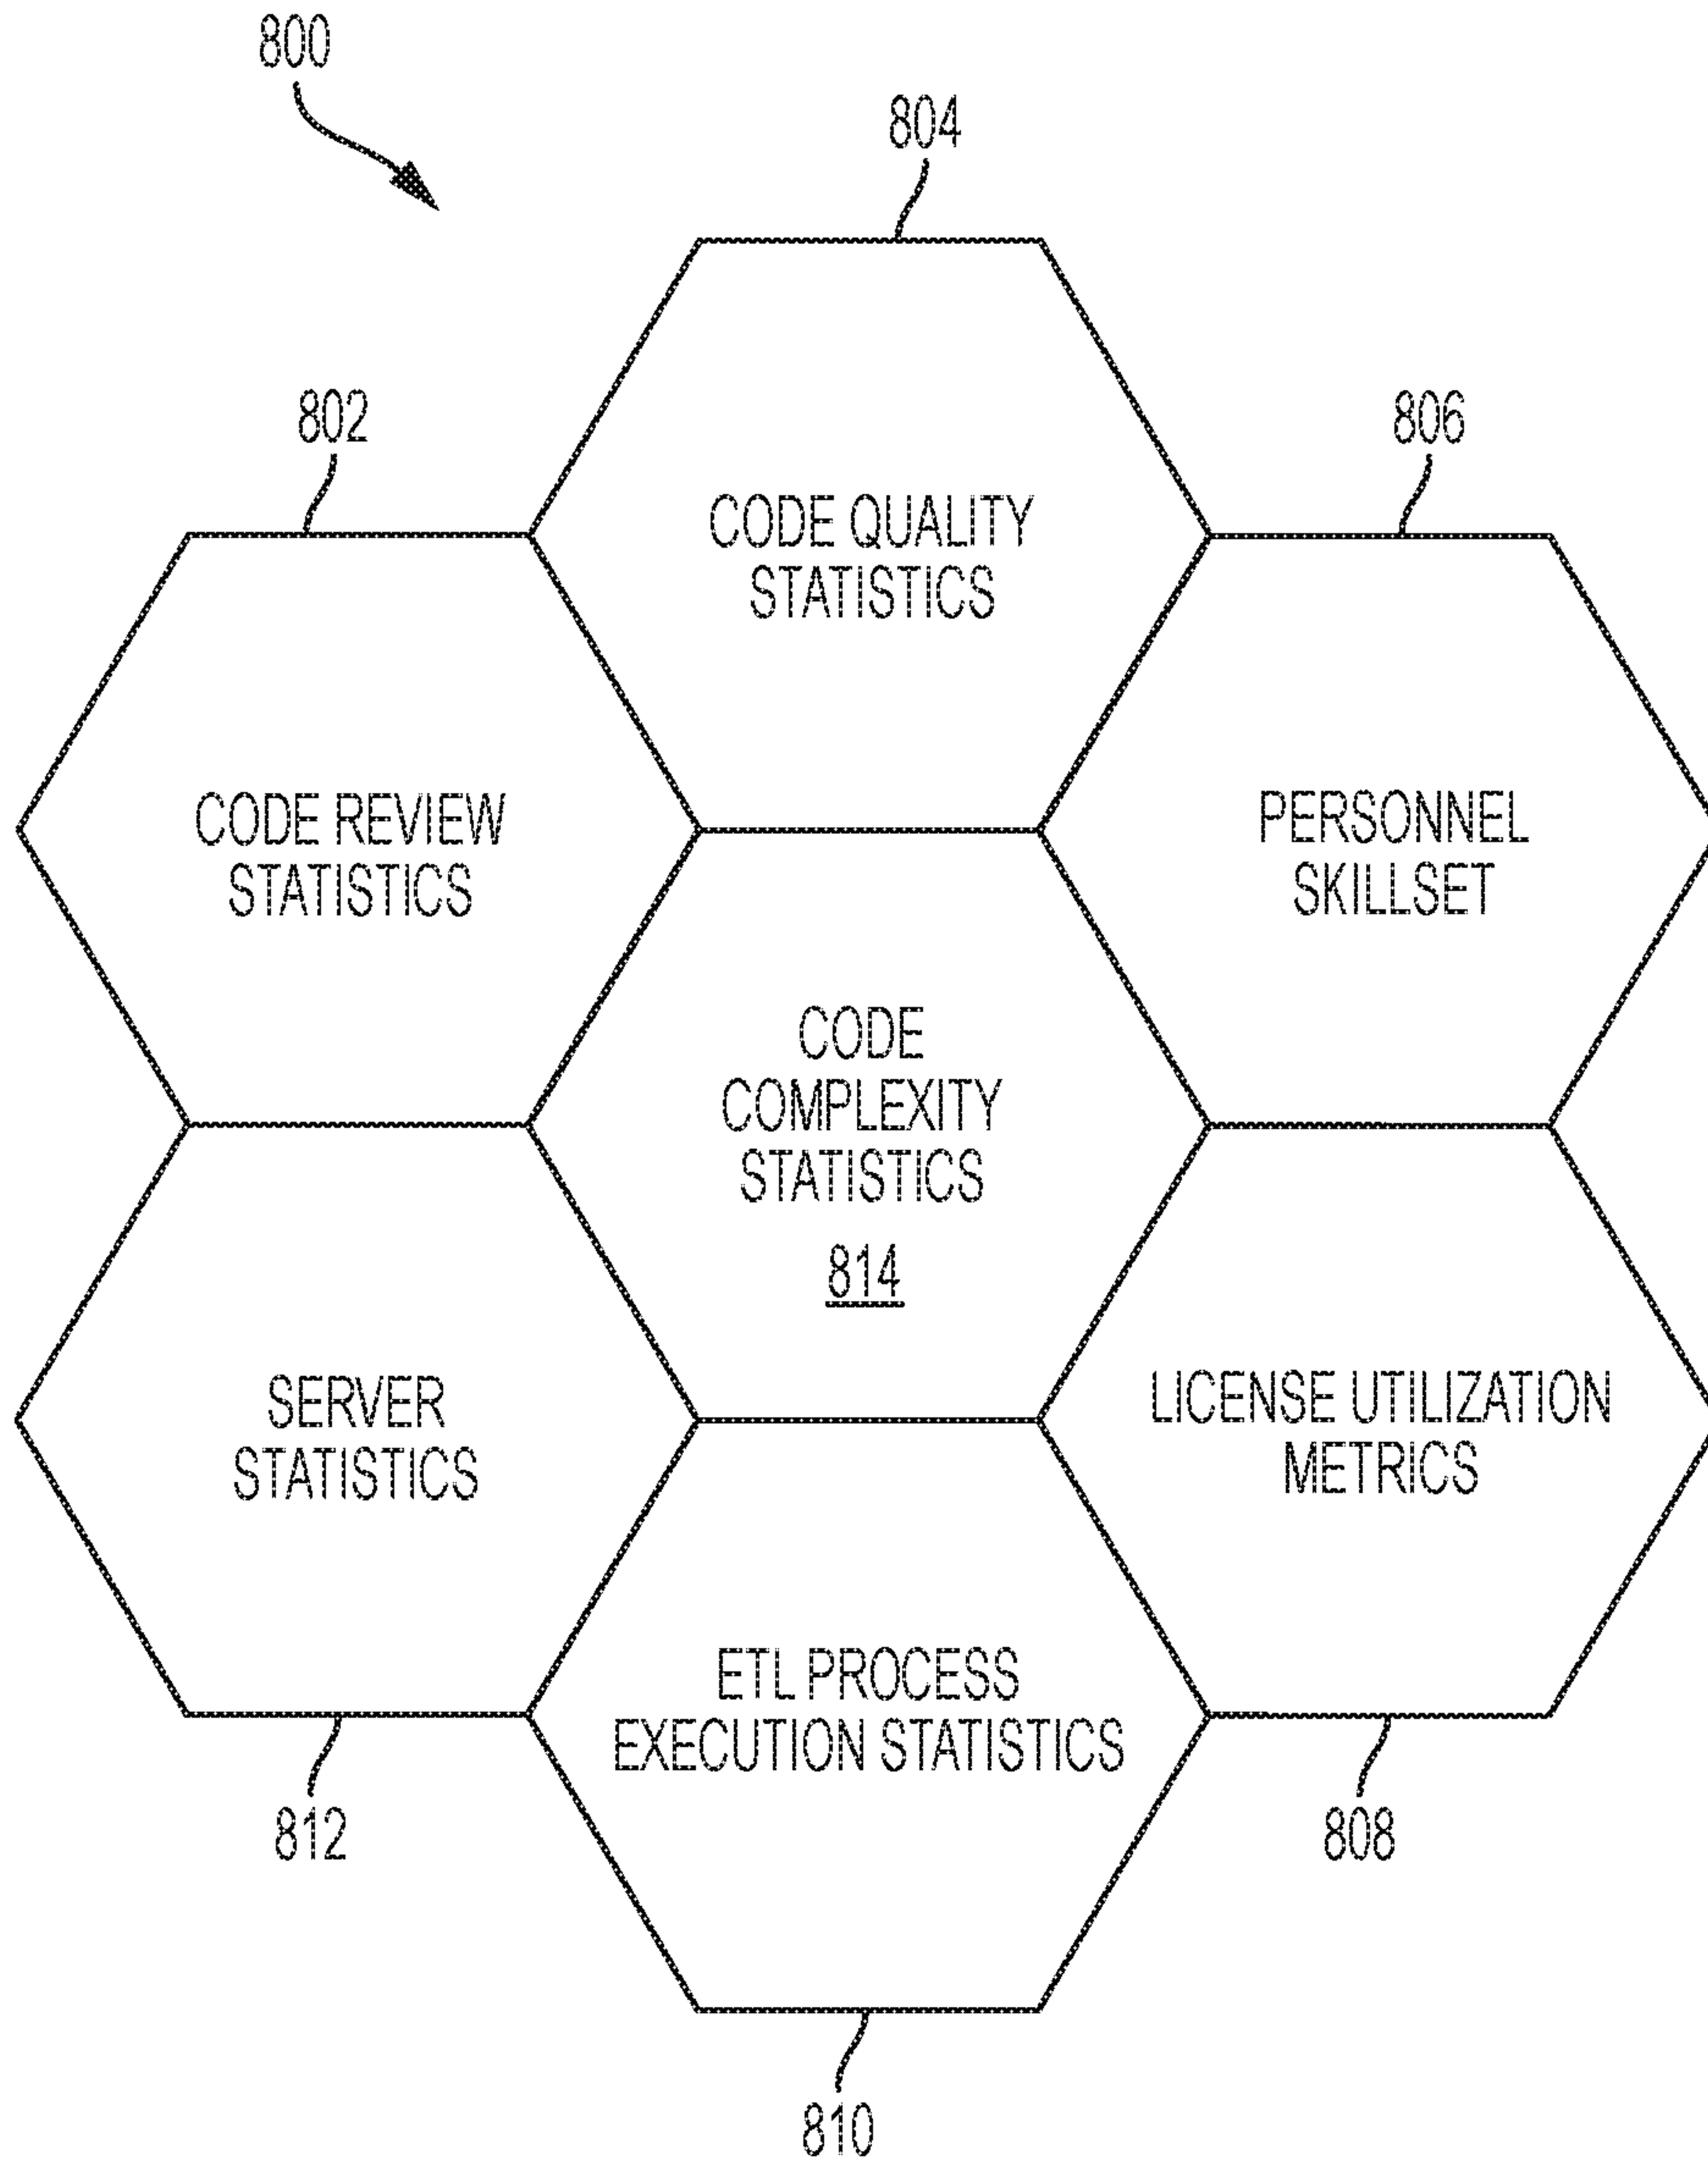 800
804
802
806
CODE QUALITY
STATISTICS
CODE REVIEW
STATISTICS
PERSONNEL
SKILLSET
CODE
COMPLEXITY
STATISTICS
814
SERVER
STATISTICS
LICENSE UTILIZATION
METRICS
ETL PROCESS
EXECUTION STATISTICS
812
808
810